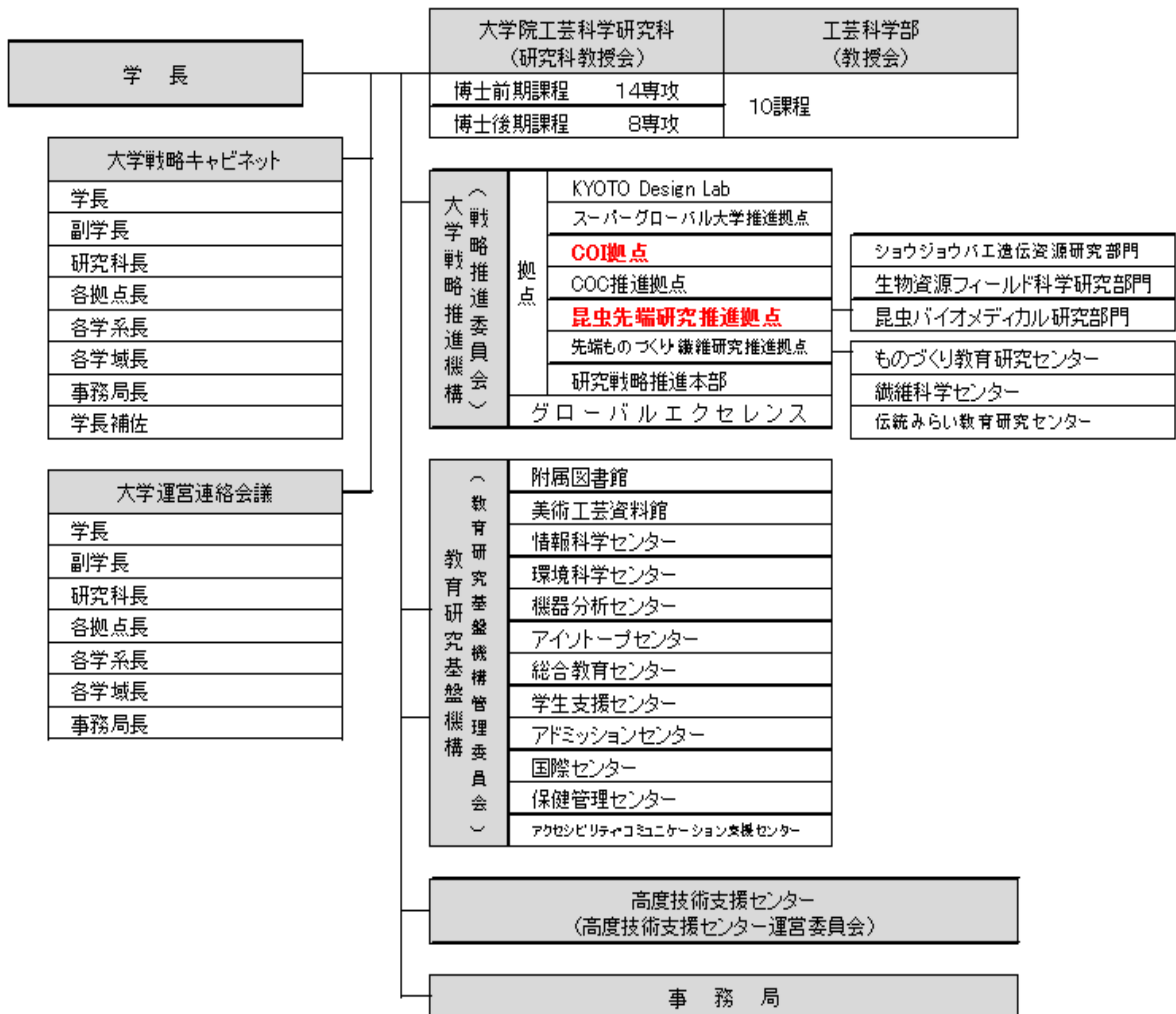 学 長
大学院工芸科学研究科
(研究科教授会)
工芸科学部
(教授会)
博士前期課程 14専攻
博士後期課程 8専攻
10課程
大学戦略キャビネット
学長
副学長
研究科長
各拠点長
各学系長
各学域長
事務局長
学長補佐
大学運営連絡会議
学長
副学長
研究科長
各拠点長
各学系長
各学域長
事務局長
大学戦略推進機構
(戦略推進委員会)
拠点
KYOTO Design Lab
スーパーグローバル大学推進拠点
COI拠点
COC推進拠点
昆虫先端研究推進拠点
先端ものづくり・繊維研究推進拠点
研究戦略推進本部
グローバルエクセレンス
ショウジョウバエ遺伝資源研究部門
生物資源フィールド科学研究部門
昆虫バイオメディカル研究部門
ものづくり教育研究センター
繊維科学センター
伝統みらい教育研究センター
教育研究基盤機構
(教育研究基盤機構管理委員会)
附属図書館
美術工芸資料館
情報科学センター
環境科学センター
機器分析センター
アイソトープセンター
総合教育センター
学生支援センター
アドミッションセンター
国際センター
保健管理センター
アクセシビリティ・コミュニケーション支援センター
高度技術支援センター
(高度技術支援センター運営委員会)
事 務 局